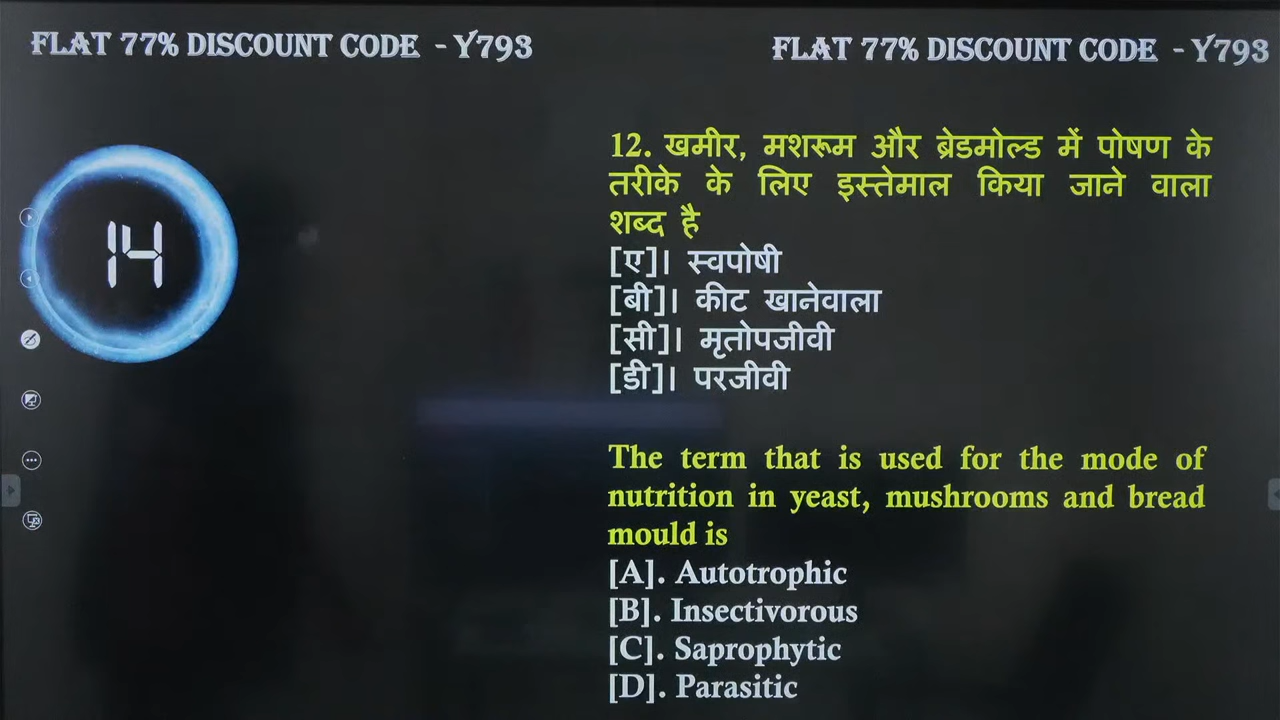 FLAT 77% DISCOUNT CODE - Y793
FLAT 77% DISCOUNT CODE - Y793
14
12. खमीर, मशरूम और ब्रेडमोल्ड में पोषण के
तरीके के लिए इस्तेमाल किया जाने वाला
शब्द है
[ए]। स्वपोषी
[बी]। कीट खानेवाला
[सी]। मृतोपजीवी
[डी]। परजीवी
The term that is used for the mode of
nutrition in yeast, mushrooms and bread
mould is
[A]. Autotrophic
[B]. Insectivorous
[C]. Saprophytic
[D]. Parasitic